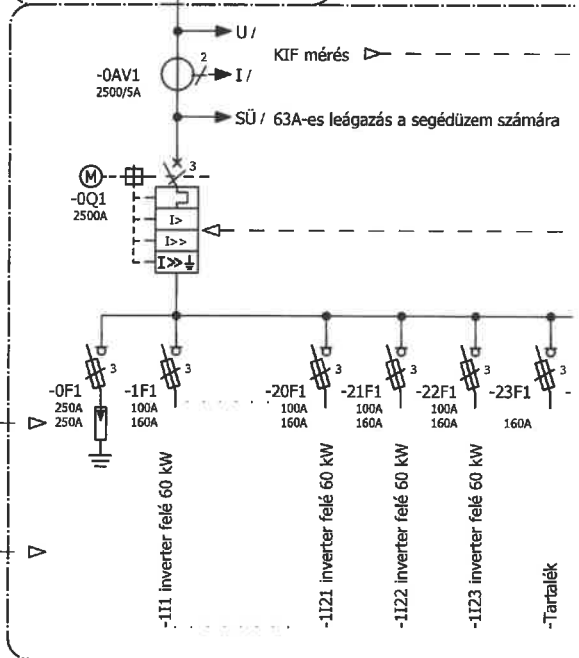 U /
KIF mérés
-0AV1
2500/5A
2
I /
SÜ / 63A-es leágazás a segédüzem számára
3
M
-0Q1
2500A
I>
I>>
I>>
3 3 3 3 3 3
-0F1 -1F1 -20F1 -21F1 -22F1 -23F1 -
250A 100A 100A 100A 100A
250A 160A 160A 160A 160A 160A
-1I1 inverter felé 60 kW
-1I21 inverter felé 60 kW
-1I22 inverter felé 60 kW
-1I23 inverter felé 60 kW
-Tartalék